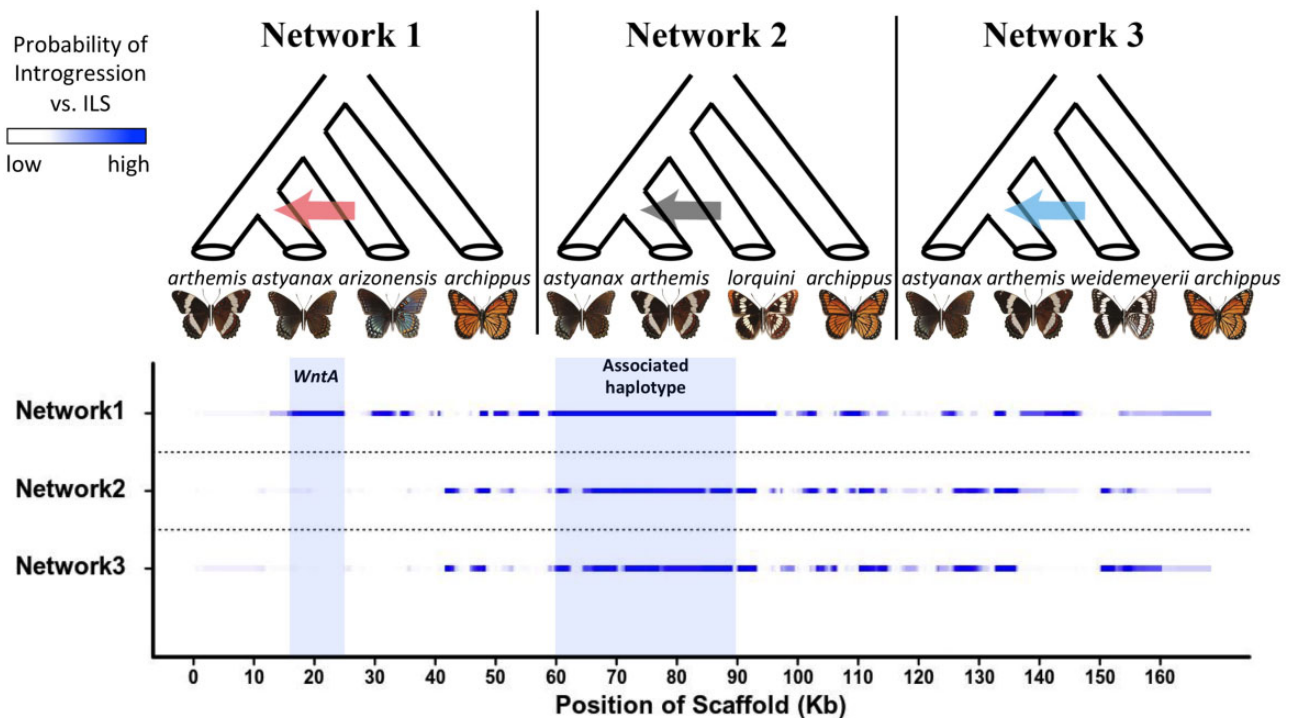 Probability of
Introgression
vs. ILS
low high
Network 1
Network 2
Network 3
arthemis astyanax arizonensis archippus
astyanax arthemis lorquini archippus
astyanax arthemis weidemeyerii archippus
WntA
Associated
haplotype
Network1
Network2
Network3
0 10 20 30 40 50 60 70 80 90 100 110 120 130 140 150 160
Position of Scaffold (Kb)